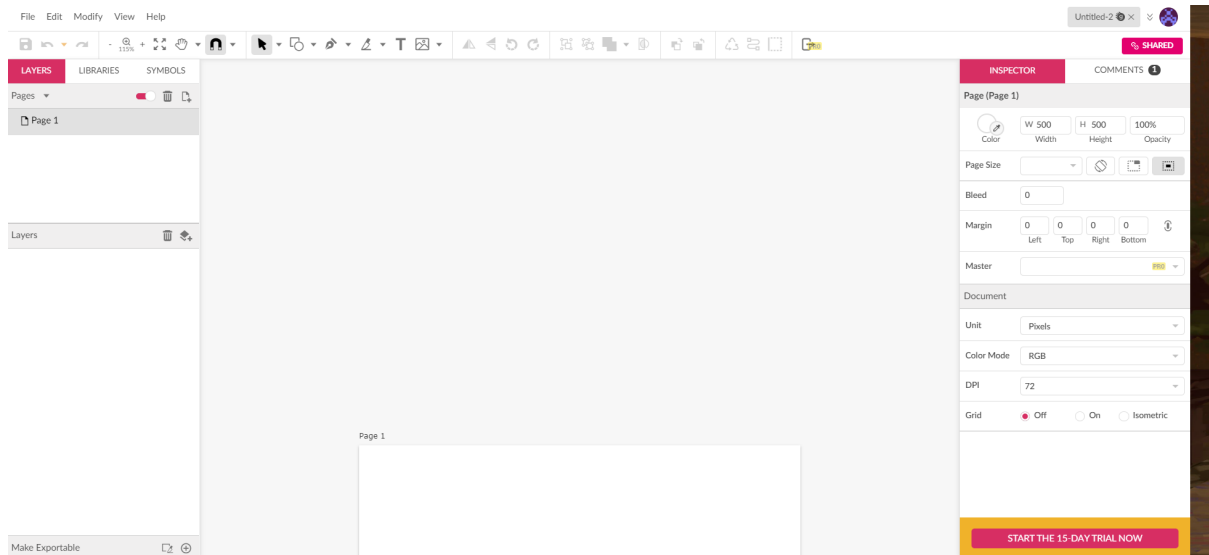 File Edit Modify View Help
Untitled-2
115%
PRO
SHARED
LAYERS LIBRARIES SYMBOLS
Pages
Page 1
Layers
Make Exportable
Page 1
INSPECTOR COMMENTS 1
Page (Page 1)
W 500 H 500 100%
Color Width Height Opacity
Page Size
Bleed 0
Margin 0 0 0 0
Left Top Right Bottom
Master PRO
Document
Unit Pixels
Color Mode RGB
DPI 72
Grid Off On Isometric
START THE 15-DAY TRIAL NOW